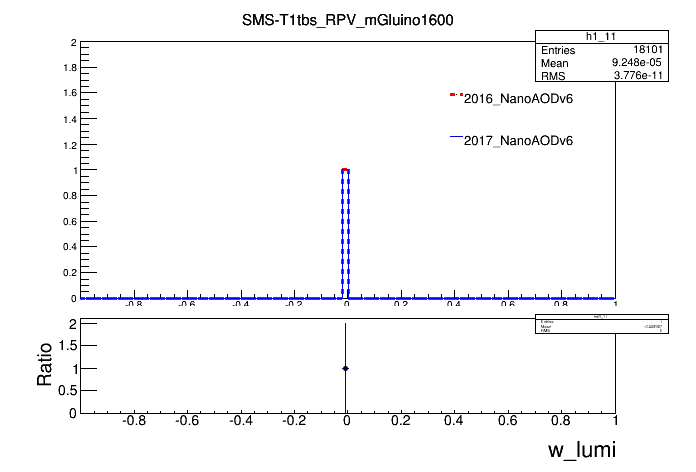 SMS-T1tbs_RPV_mGluino1600
h1_11
Entries 18101
Mean 9.248e-05
RMS 3.776e-11
2016_NanoAODv6
2017_NanoAODv6
2
1.8
1.6
1.4
1.2
1
0.8
0.6
0.4
0.2
0
-0.8 -0.6 -0.4 -0.2 0 0.2 0.4 0.6 0.8 1
Entries
Mean
RMS
Ratio
2
1.5
1
0.5
0
-0.8 -0.6 -0.4 -0.2 0 0.2 0.4 0.6 0.8 1
w_lumi